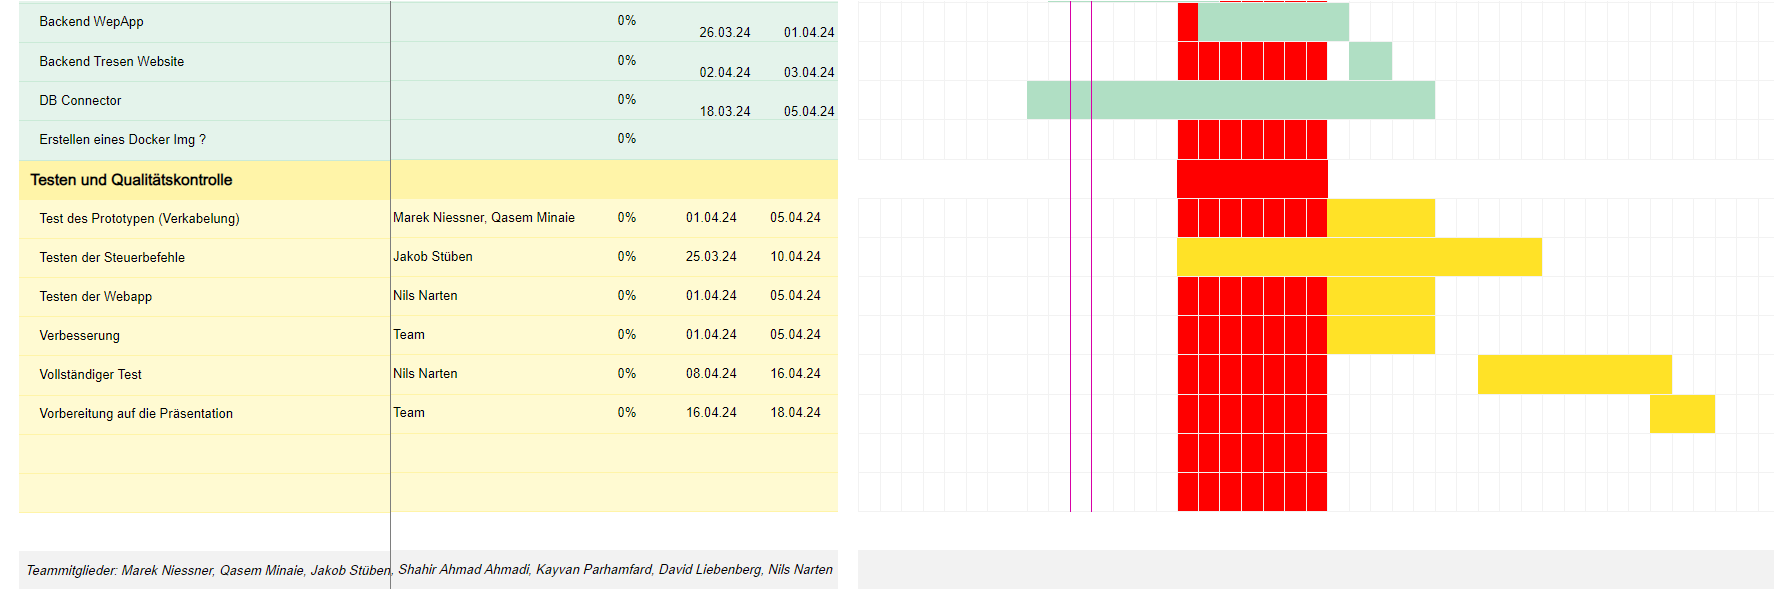 Backend WepApp 0% 26.03.24 01.04.24
Backend Tresen Website 0% 02.04.24 03.04.24
DB Connector 0% 18.03.24 05.04.24
Erstellen eines Docker Img ? 0%
Testen und Qualitätskontrolle
Test des Prototypen (Verkabelung) Marek Niessner, Qasem Minaie 0% 01.04.24 05.04.24
Testen der Steuerbefehle Jakob Stüben 0% 25.03.24 10.04.24
Testen der Webapp Nils Narten 0% 01.04.24 05.04.24
Verbesserung Team 0% 01.04.24 05.04.24
Vollständiger Test Nils Narten 0% 08.04.24 16.04.24
Vorbereitung auf die Präsentation Team 0% 16.04.24 18.04.24
Teammitglieder: Marek Niessner, Qasem Minaie, Jakob Stüben, Shahir Ahmad Ahmadi, Kayvan Parhamfard, David Liebenberg, Nils Narten